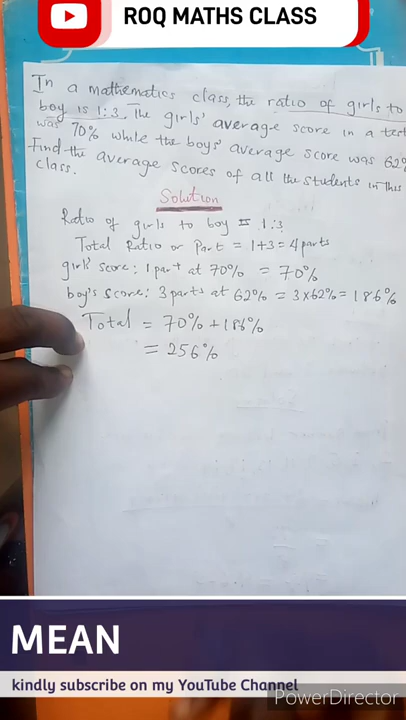 ROQ MATHS CLASS
In a mathematics class, the ratio of girls to
boy is 1:3. The girls' average score in a test
was 70% while the boys' average score was 62%
Find the average scores of all the students in this
class.
Solution
Ratio of girls to boy = 1:3
Total Ratio or Part = 1+3=4 parts
girls' score: 1 part at 70% = 70%
boy's score: 3 parts at 62% = 3x62% = 186%
Total = 70% + 186%
= 256%
MEAN
kindly subscribe on my YouTube Channel
PowerDirector